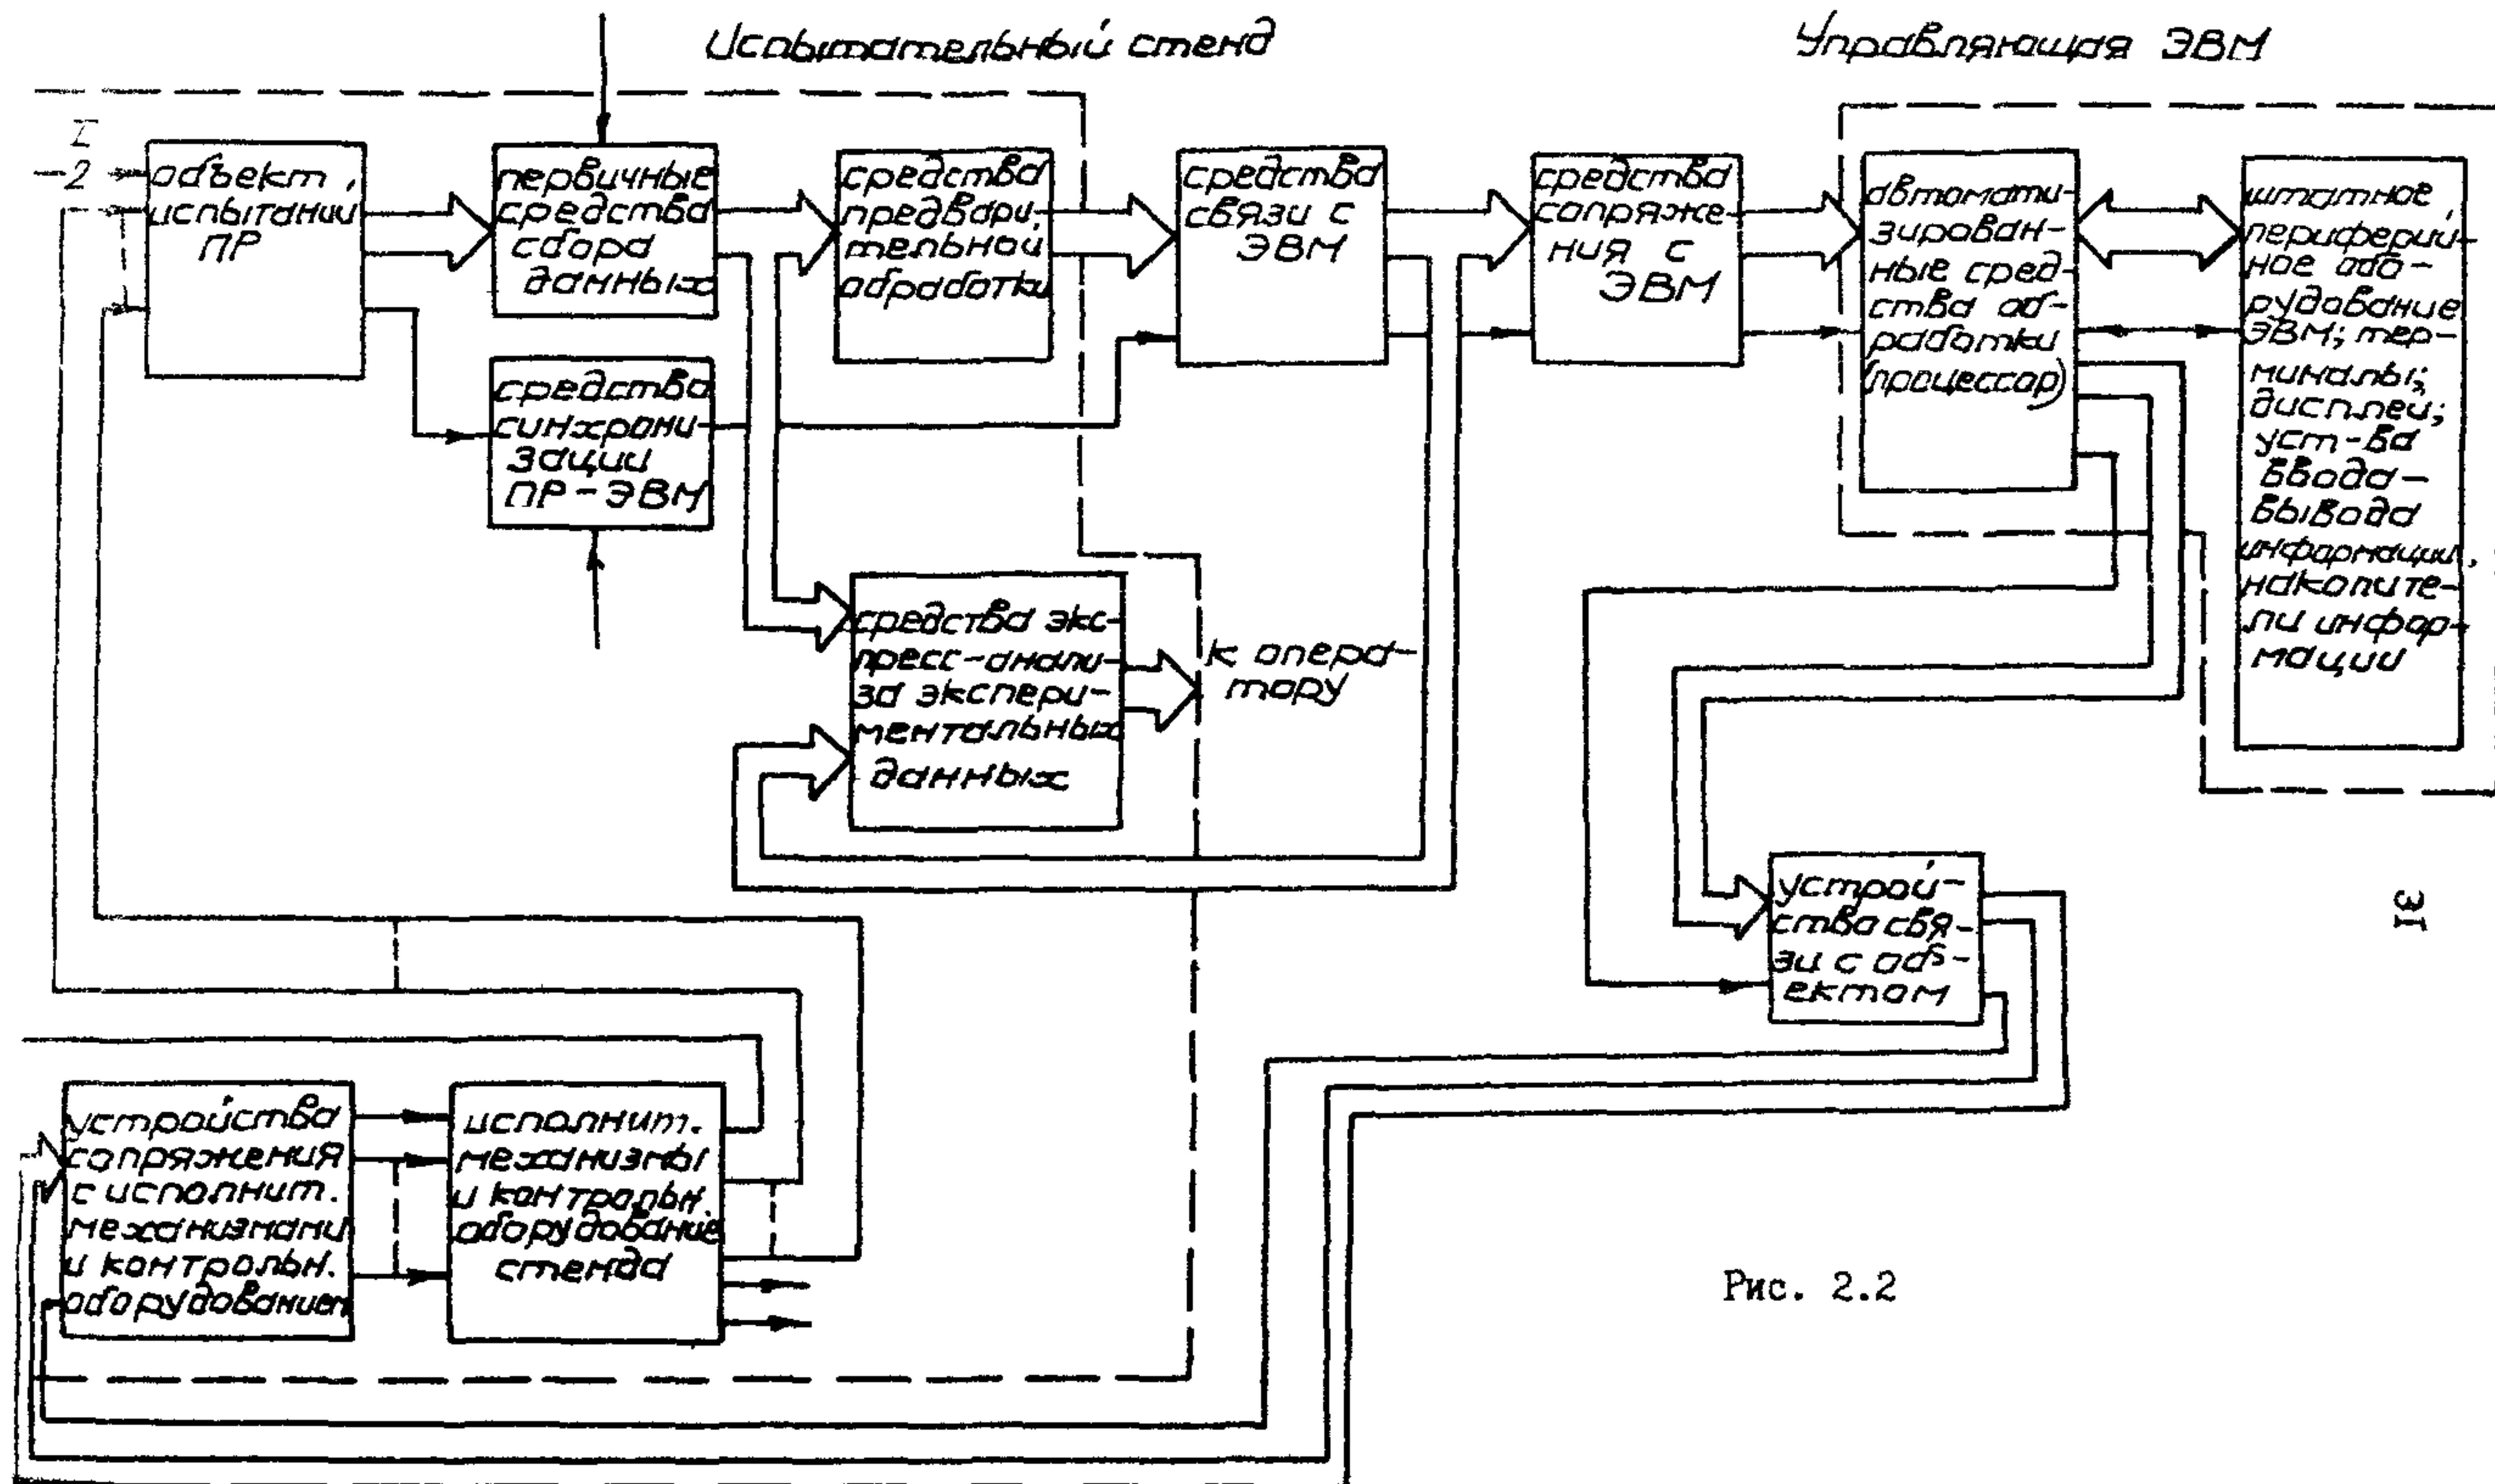 Испытательный стенд
Управляющая ЭВМ
I
2
объект
испытаний
ПР
первичные
средства
сбора
данных
средства
предвари-
тельной
обработки
средства
связи с
ЭВМ
средства
сопряже-
ния с
ЭВМ
автомати-
зирован-
ные сред-
ства об-
работки
(процессор)
штатное
периферий-
ное обо-
рудование
ЭВМ; тер-
миналы;
дисплеи;
уст-ва
ввода-
вывода
информации,
накопите-
ли инфор-
мации
средства
синхрони-
зации
ПР-ЭВМ
средства экс-
пресс-анали-
за экспери-
ментальных
данных
к опера-
тору
устрой-
ства свя-
зи с объ-
ектом
31
устройства
сопряжения
с исполнит.
механизмами
и контрольн.
оборудованием
исполнит.
механизмы
и контрольн.
оборудование
стенда
Рис. 2.2